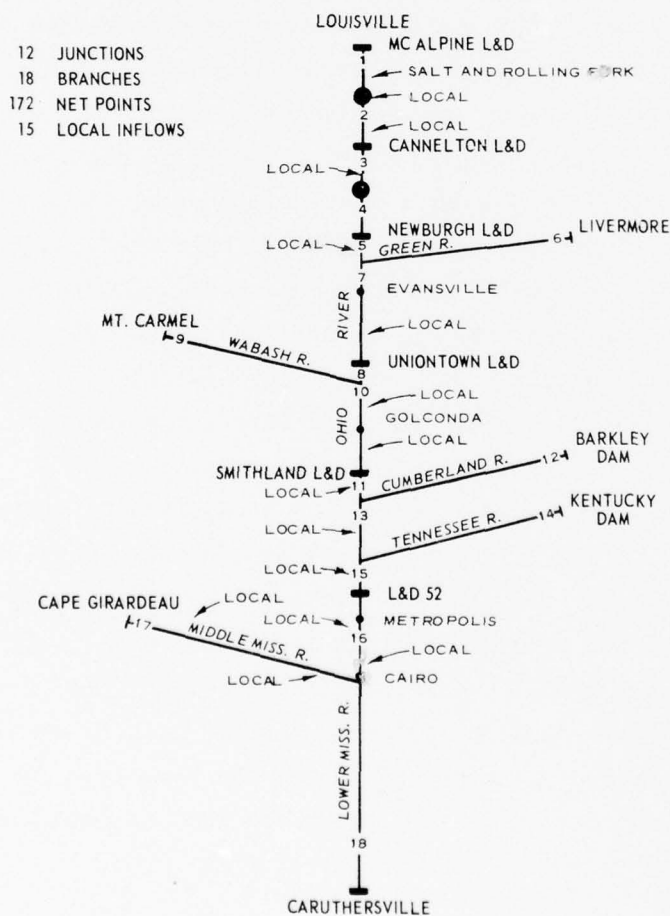 LOUISVILLE
12 JUNCTIONS
18 BRANCHES
172 NET POINTS
15 LOCAL INFLOWS
MC ALPINE L&D
1
SALT AND ROLLING FORK
LOCAL
2
LOCAL
CANNELTON L&D
3
LOCAL
4
NEWBURGH L&D
LOCAL
5
GREEN R.
6
LIVERMORE
7
EVANSVILLE
RIVER
LOCAL
MT. CARMEL
9
WABASH R.
UNIONTOWN L&D
8
10
LOCAL
OHIO
GOLCONDA
LOCAL
SMITHLAND L&D
11
LOCAL
CUMBERLAND R.
12
BARKLEY
DAM
13
LOCAL
TENNESSEE R.
14
KENTUCKY
DAM
LOCAL
15
L&D 52
CAPE GIRARDEAU
LOCAL
17
MIDDLE MISS. R.
LOCAL
METROPOLIS
16
LOCAL
LOCAL
CAIRO
LOWER MISS. R.
18
CARUTHERSVILLE